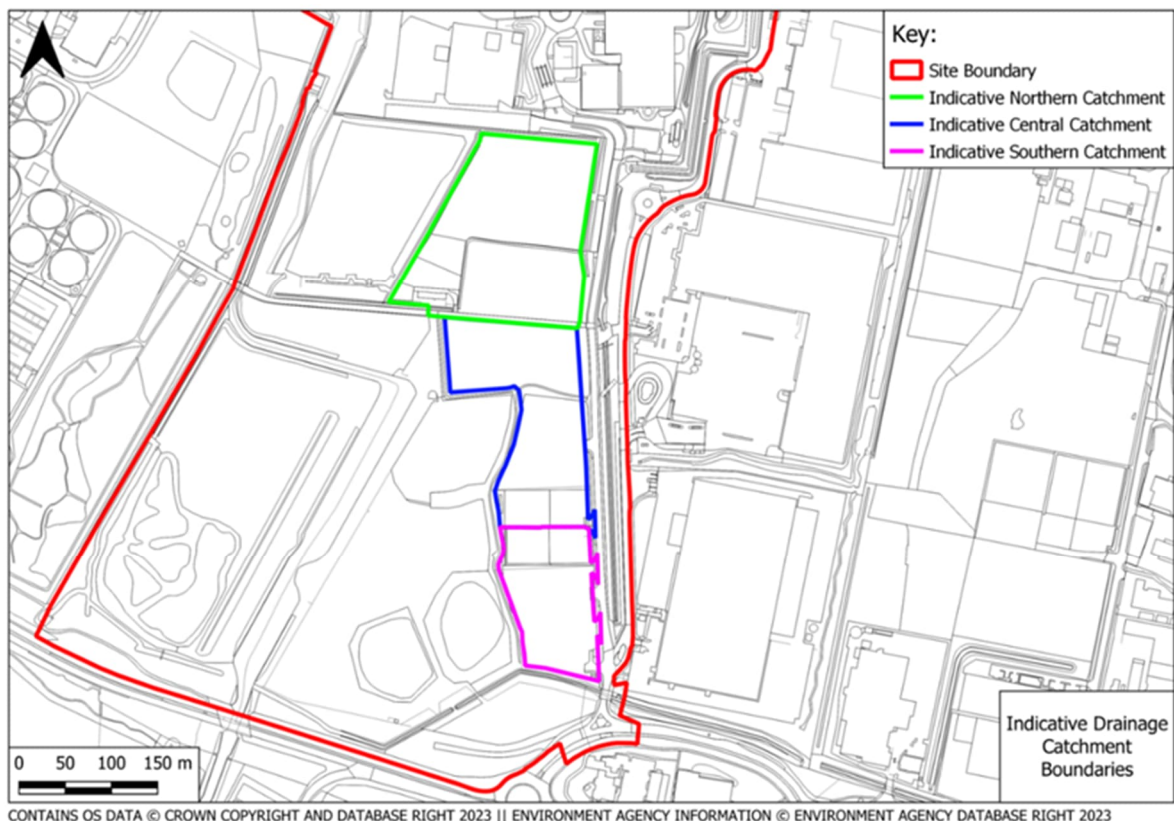 Key:
Site Boundary
Indicative Northern Catchment
Indicative Central Catchment
Indicative Southern Catchment
0 50 100 150 m
Indicative Drainage
Catchment
Boundaries
CONTAINS OS DATA © CROWN COPYRIGHT AND DATABASE RIGHT 2023 || ENVIRONMENT AGENCY INFORMATION © ENVIRONMENT AGENCY DATABASE RIGHT 2023